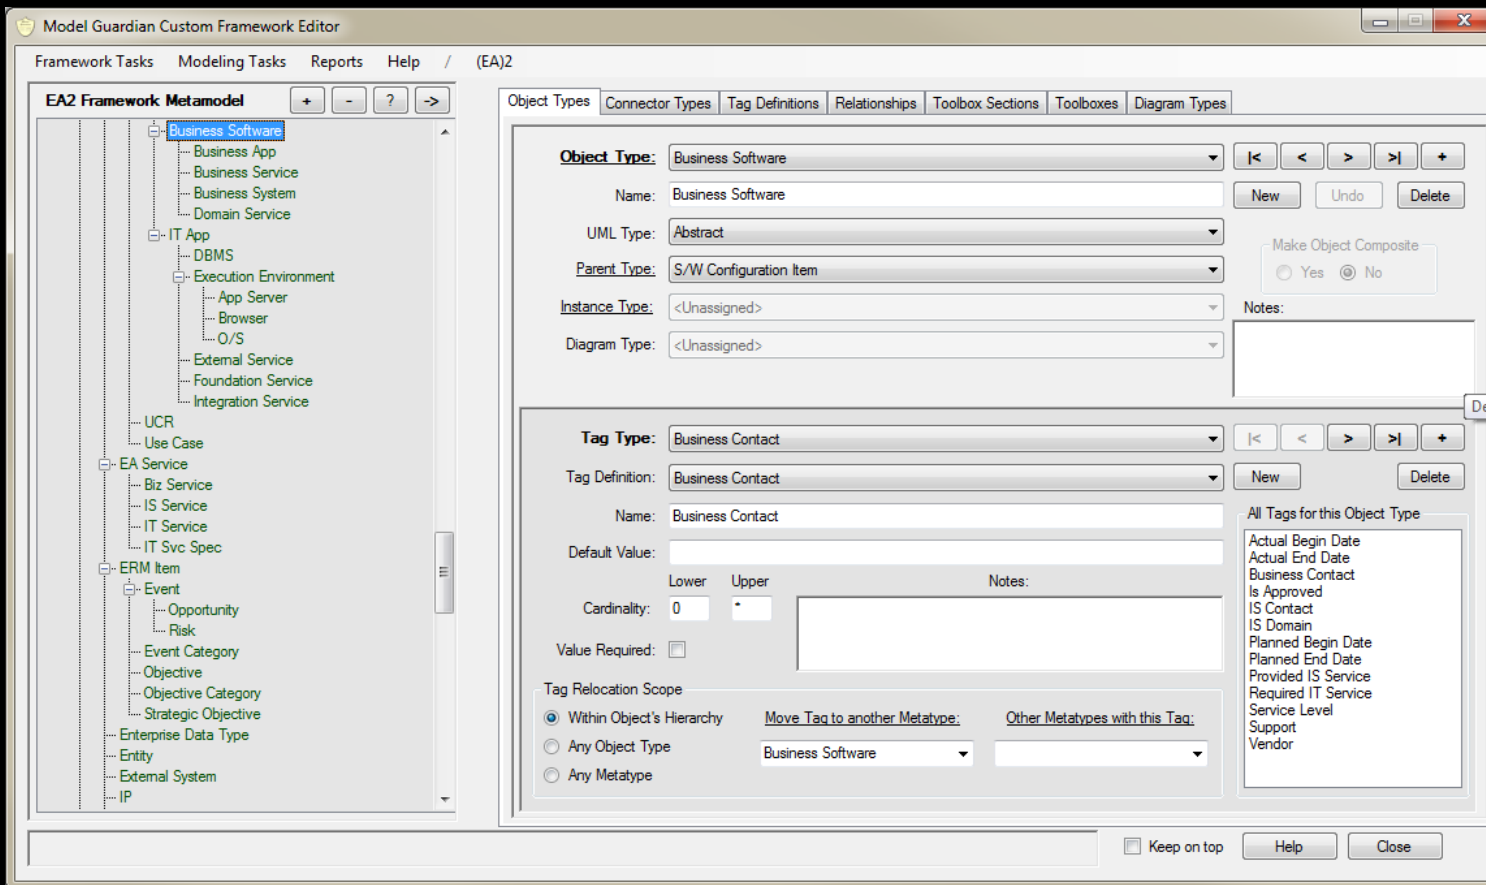 Model Guardian Custom Framework Editor
Framework Tasks Modeling Tasks Reports Help / (EA)2
EA2 Framework Metamodel + - ? ->
Business Software
Business App
Business Service
Business System
Domain Service
IT App
DBMS
Execution Environment
App Server
Browser
O/S
External Service
Foundation Service
Integration Service
UCR
Use Case
EA Service
Biz Service
IS Service
IT Service
IT Svc Spec
ERM Item
Event
Opportunity
Risk
Event Category
Objective
Objective Category
Strategic Objective
Enterprise Data Type
Entity
External System
IP
Object Types Connector Types Tag Definitions Relationships Toolbox Sections Toolboxes Diagram Types
Object Type: Business Software |< < > >| +
Name: Business Software New Undo Delete
UML Type: Abstract
Make Object Composite
Yes No
Parent Type: S/W Configuration Item
Instance Type: <Unassigned>
Notes:
Diagram Type: <Unassigned>
De
Tag Type: Business Contact |< < > >| +
Tag Definition: Business Contact New Delete
Name: Business Contact
Default Value:
Lower Upper Notes:
Cardinality: 0 *
Value Required:
Tag Relocation Scope
Within Object's Hierarchy Move Tag to another Metatype: Other Metatypes with this Tag:
Any Object Type Business Software
Any Metatype
All Tags for this Object Type
Actual Begin Date
Actual End Date
Business Contact
Is Approved
IS Contact
IS Domain
Planned Begin Date
Planned End Date
Provided IS Service
Required IT Service
Service Level
Support
Vendor
Keep on top Help Close